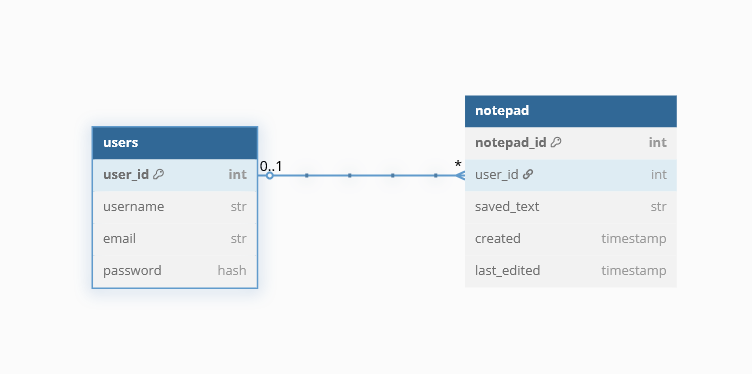 users
user_id int
username str
email str
password hash
0..1
*
notepad
notepad_id int
user_id int
saved_text str
created timestamp
last_edited timestamp